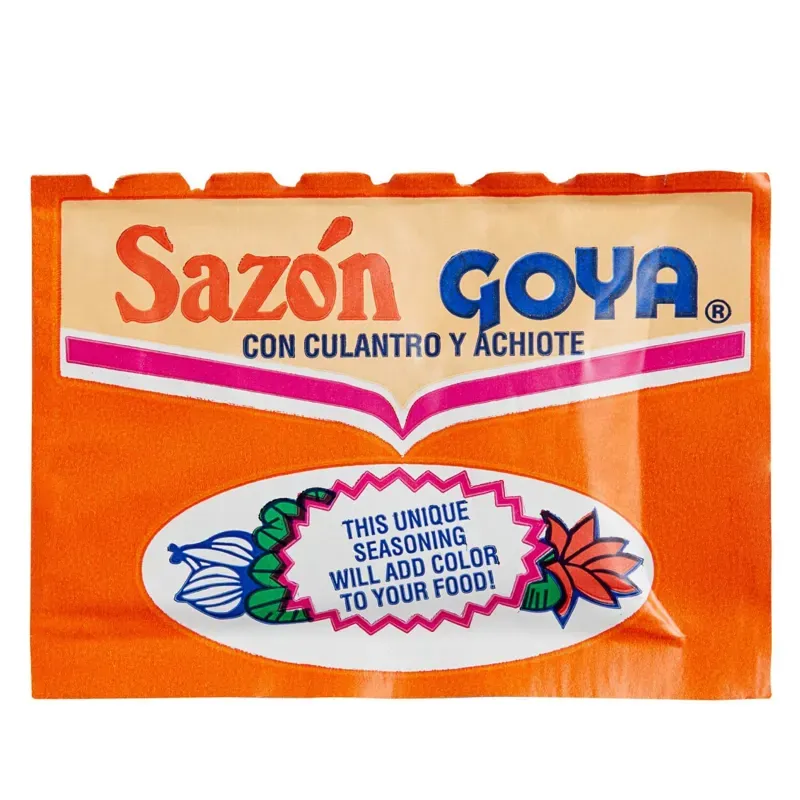 Sazón GOYA®
CON CULANTRO Y ACHIOTE
THIS UNIQUE
SEASONING
WILL ADD COLOR
TO YOUR FOOD!